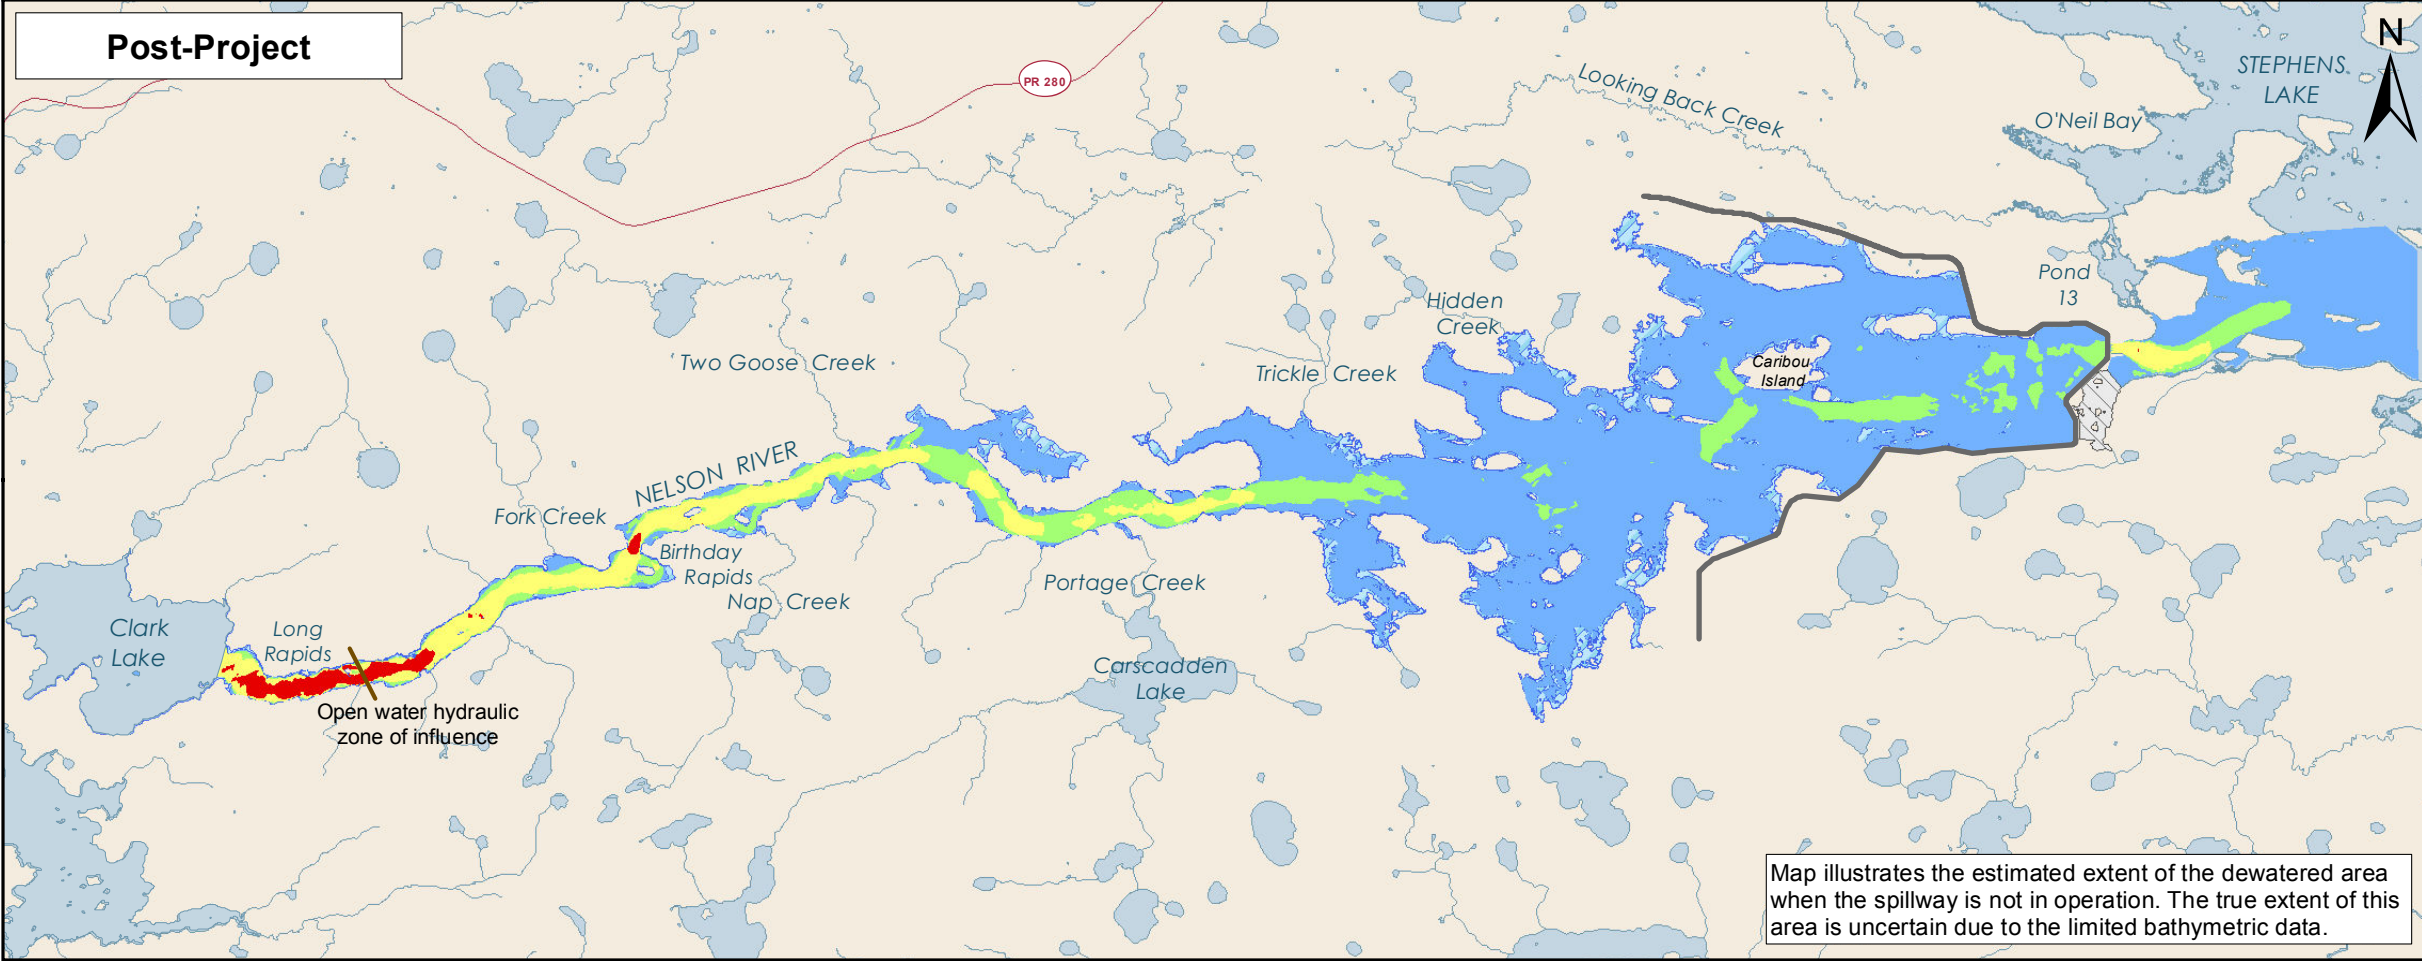 Post-Project
N
STEPHENS
LAKE
PR 280
Looking Back Creek
O'Neil Bay
Pond
13
Hidden
Creek
Two Goose Creek
Trickle Creek
Caribou
Island
NELSON RIVER
Fork Creek
Birthday
Rapids
Nap Creek
Portage Creek
Clark
Lake
Long
Rapids
Carscadden
Lake
Open water hydraulic
zone of influence
Map illustrates the estimated extent of the dewatered area
when the spillway is not in operation. The true extent of this
area is uncertain due to the limited bathymetric data.